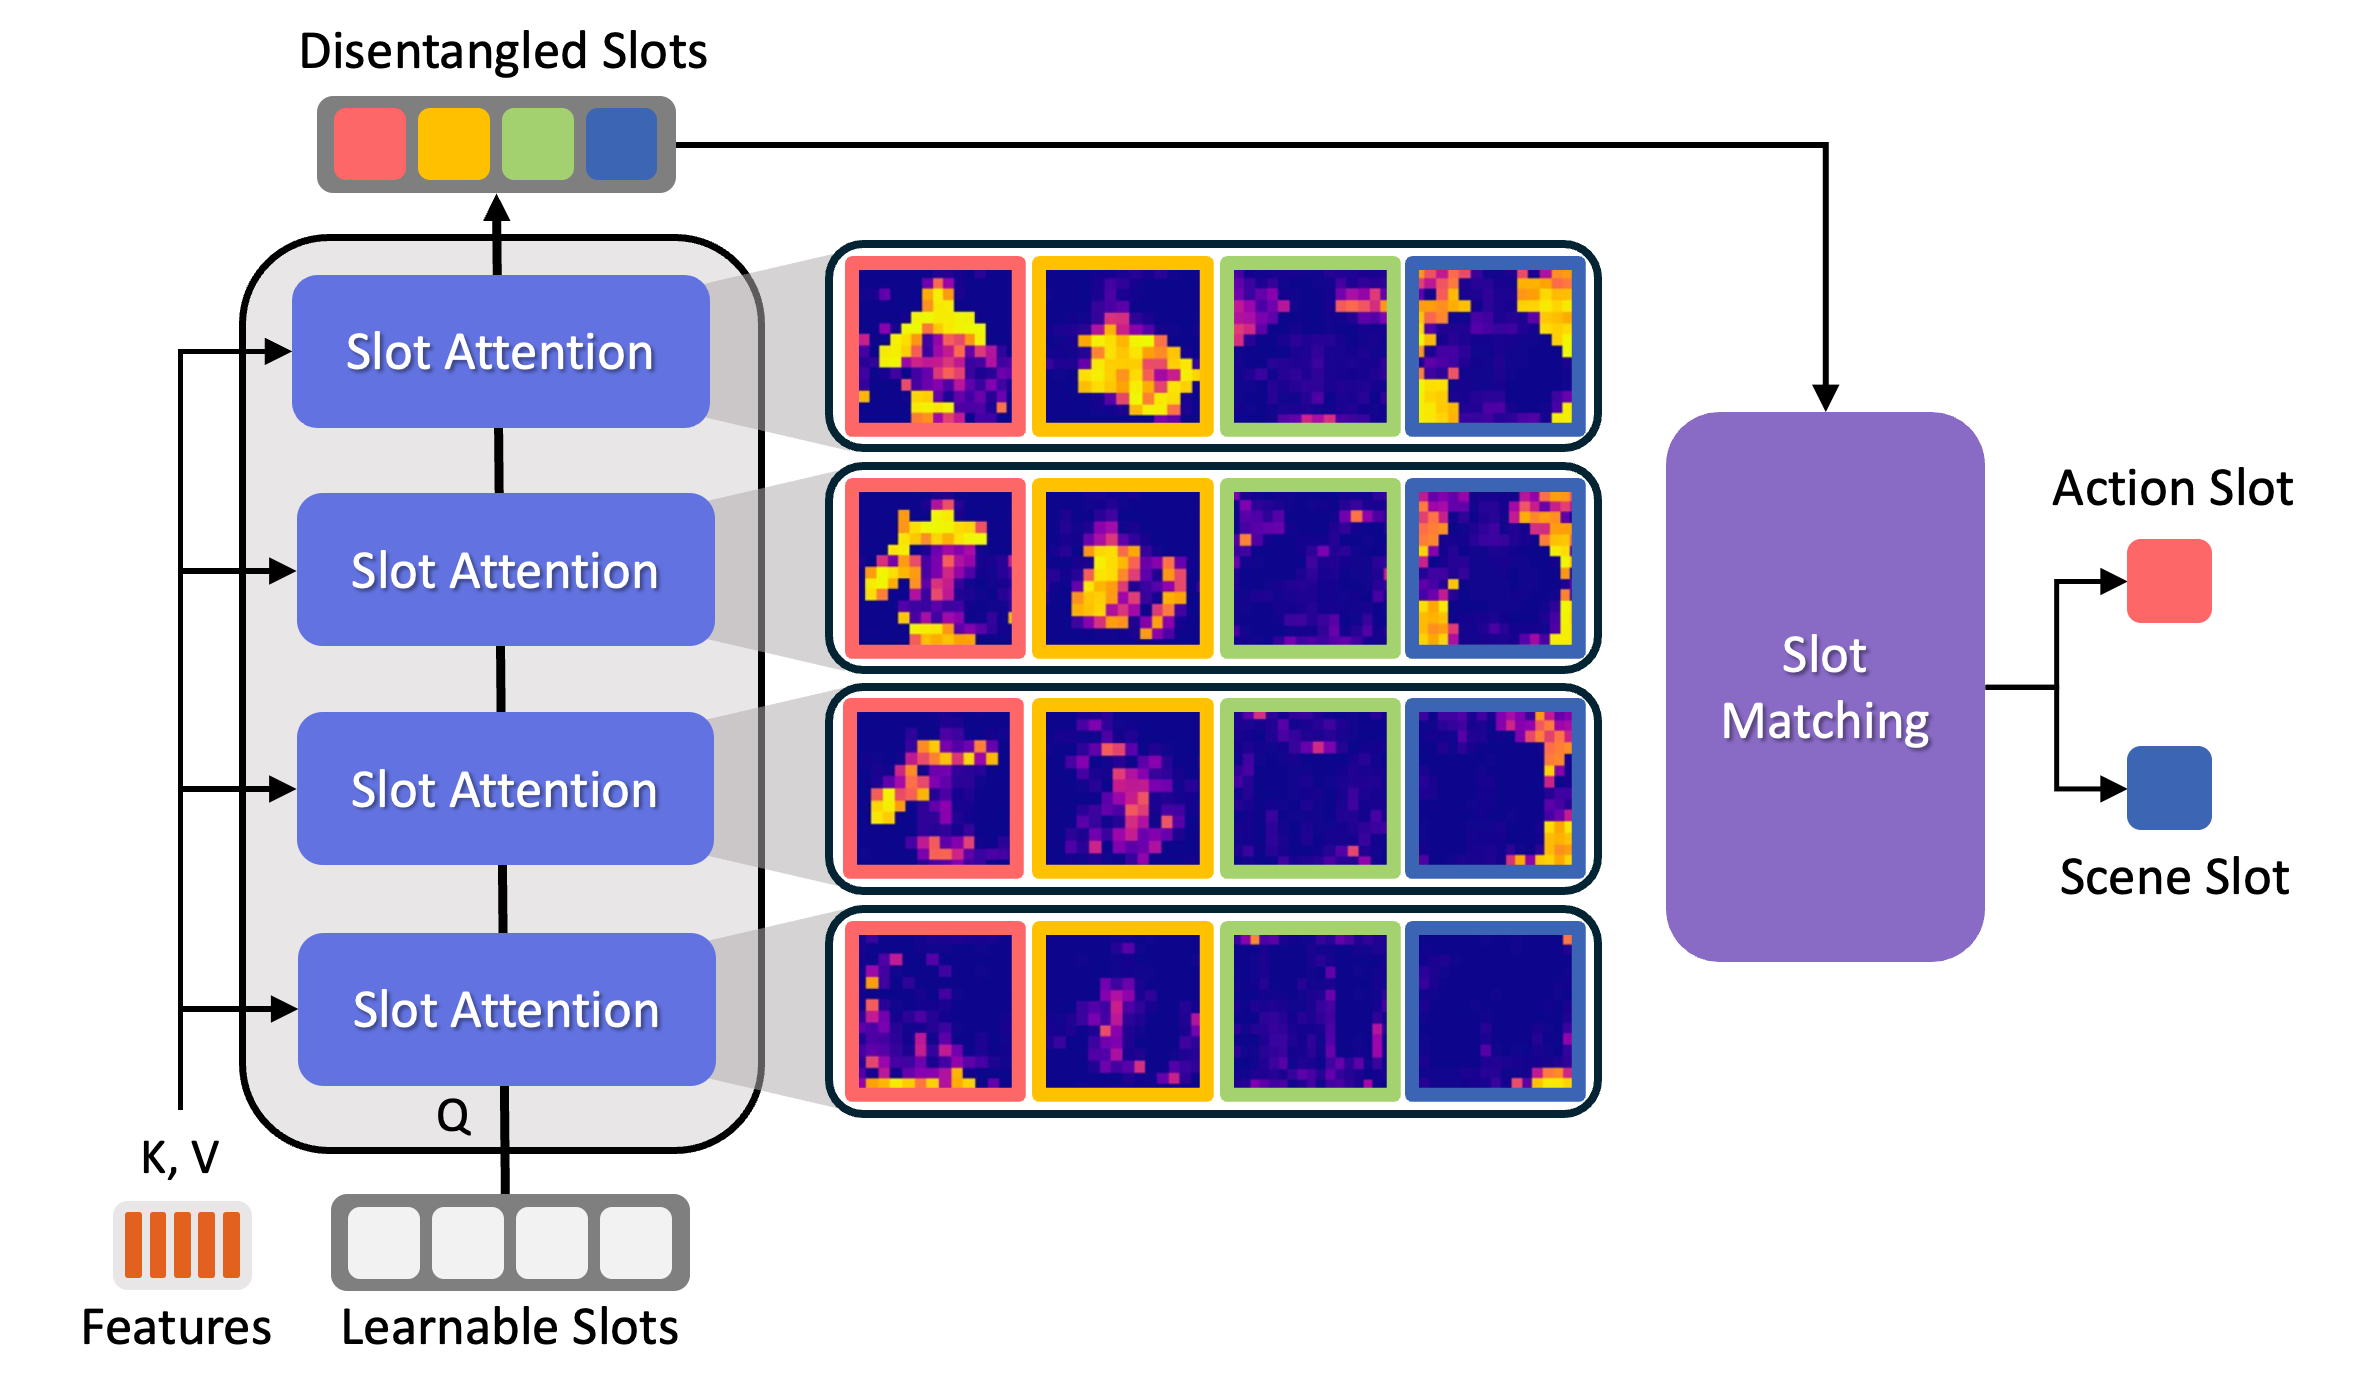 Disentangled Slots
Slot Attention
Slot Attention
Slot Attention
Slot Attention
Q
K, V
Features
Learnable Slots
Slot
Matching
Action Slot
Scene Slot